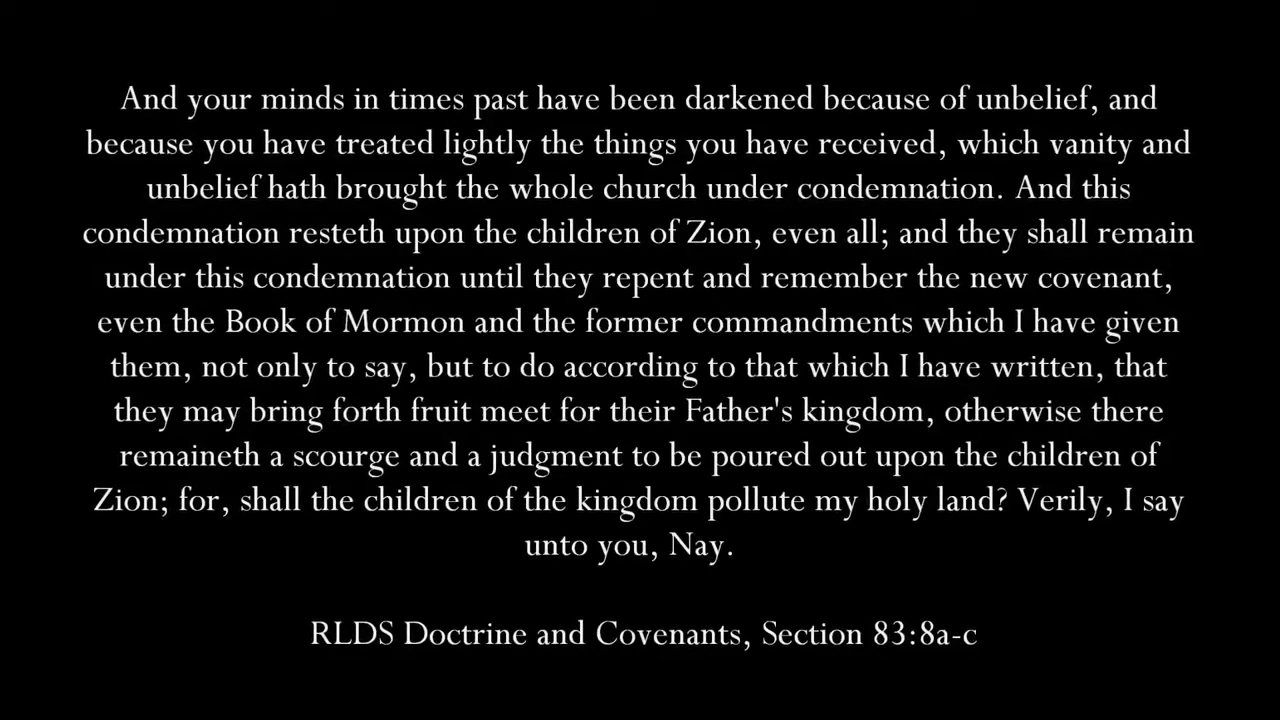 And your minds in times past have been darkened because of unbelief, and
because you have treated lightly the things you have received, which vanity and
unbelief hath brought the whole church under condemnation. And this
condemnation resteth upon the children of Zion, even all; and they shall remain
under this condemnation until they repent and remember the new covenant,
even the Book of Mormon and the former commandments which I have given
them, not only to say, but to do according to that which I have written, that
they may bring forth fruit meet for their Father's kingdom, otherwise there
remaineth a scourge and a judgment to be poured out upon the children of
Zion; for, shall the children of the kingdom pollute my holy land? Verily, I say
unto you, Nay.
RLDS Doctrine and Covenants, Section 83:8a-c